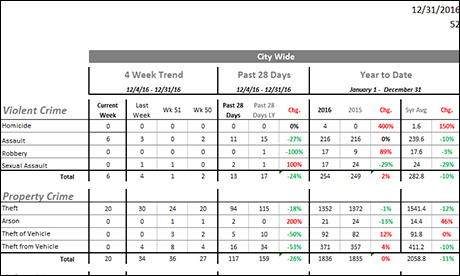 12/31/2016
52
City Wide
4 Week Trend Past 28 Days Year to Date
12/4/16 - 12/31/16 12/4/16 - 12/31/16 January 1 - December 31
Violent Crime Current Week Last Week Wk 51 Wk 50 Past 28 Days Past 28 Days LY Chg. 2016 2015 Chg. 5yr Avg Chg.
Homicide 0 0 0 0 0 0 0% 4 0 400% 1.6 150%
Assault 6 3 0 2 11 15 -27% 216 216 0% 239.6 -10%
Robbery 0 0 0 0 0 1 -100% 17 9 89% 17.6 -3%
Sexual Assault 0 1 1 0 2 1 100% 17 24 -29% 24 -29%
Total 6 4 1 2 13 17 -24% 254 249 2% 282.8 -10%
Property Crime
Theft 20 30 24 20 94 115 -18% 1352 1372 -1% 1541.4 -12%
Arson 0 0 1 1 2 0 200% 21 24 -13% 14.4 46%
Theft of Vehicle 0 0 3 2 5 10 -50% 92 82 12% 91.8 0%
Theft from Vehicle 0 4 8 4 16 34 -53% 371 357 4% 411.2 -10%
Total 20 34 36 27 117 159 -26% 1836 1835 0% 2058.8 -11%